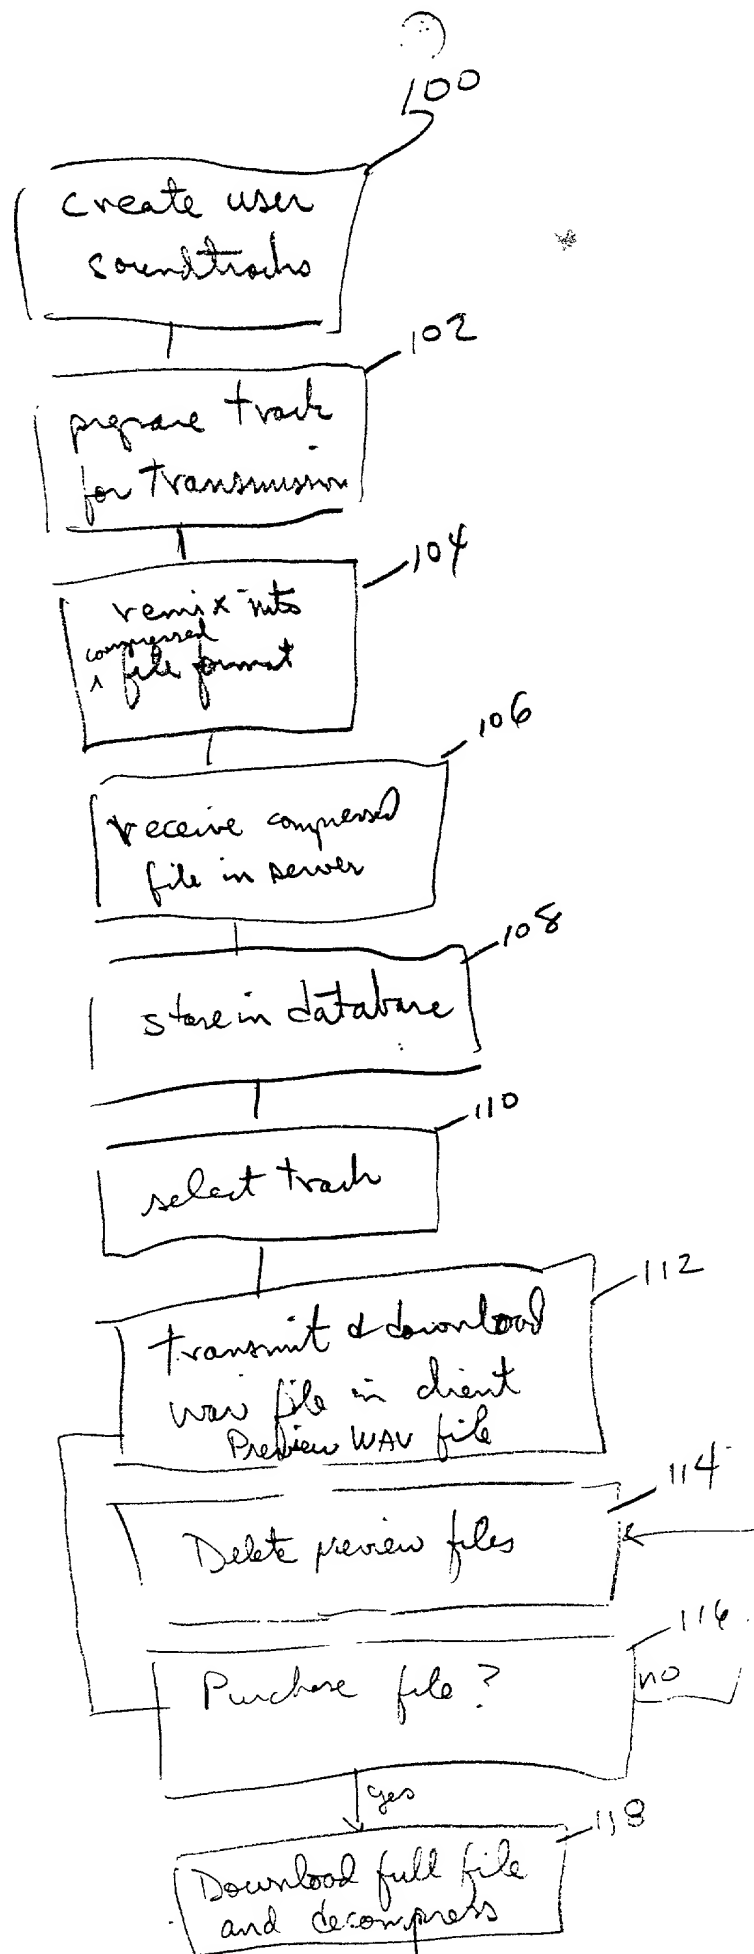 100
create user
soundtracks
102
prepare track
for transmission
104
remix into
compressed
^ file format
106
receive compressed
file in server
108
store in database
110
select track
112
transmit & download
wav file in client
Preview WAV file
114
Delete preview files
116
Purchase file?
no
yes
118
Download full file
and decompress